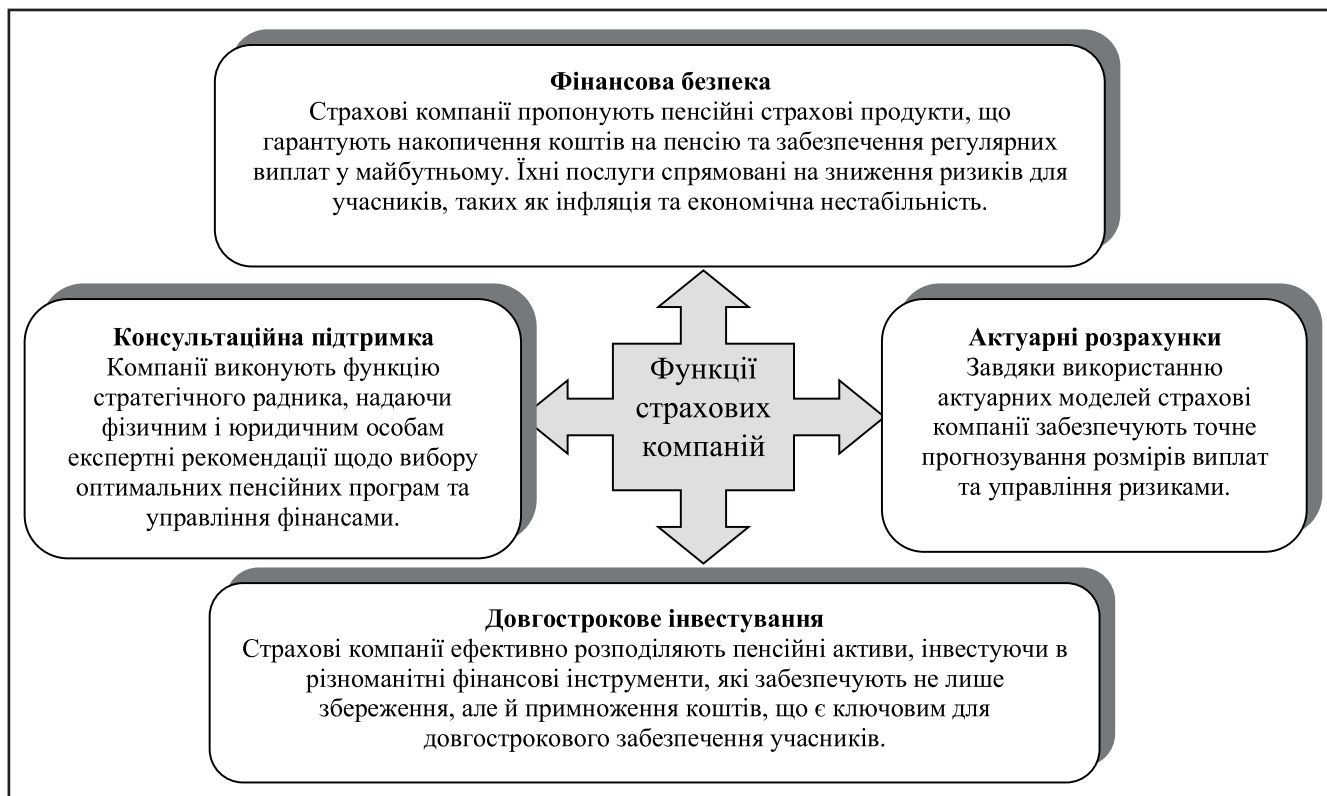 Фінансова безпека
Страхові компанії пропонують пенсійні страхові продукти, що
гарантують накопичення коштів на пенсію та забезпечення регулярних
виплат у майбутньому. Їхні послуги спрямовані на зниження ризиків для
учасників, таких як інфляція та економічна нестабільність.
Консультаційна підтримка
Компанії виконують функцію
стратегічного радника, надаючи
фізичним і юридичним особам
експертні рекомендації щодо вибору
оптимальних пенсійних програм та
управління фінансами.
Функції
страхових
компаній
Актуарні розрахунки
Завдяки використанню
актуарних моделей страхові
компанії забезпечують точне
прогнозування розмірів виплат
та управління ризиками.
Довгострокове інвестування
Страхові компанії ефективно розподіляють пенсійні активи, інвестуючи в
різноманітні фінансові інструменти, які забезпечують не лише
збереження, але й примноження коштів, що є ключовим для
довгострокового забезпечення учасників.